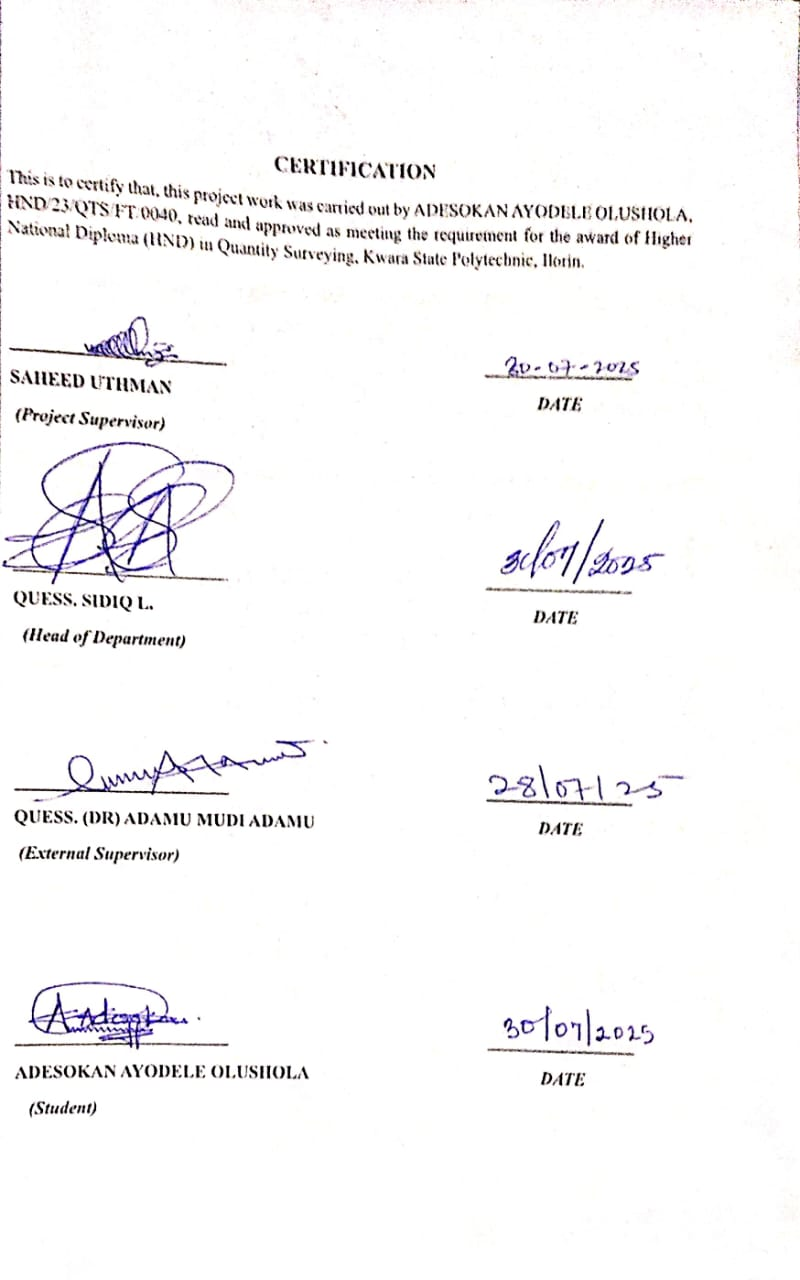 CERTIFICATION
This is to certify that, this project work was carried out by ADESOKAN AYODELE OLUSHOLA,
HND/23/QTS/FT/0040, read and approved as meeting the requirement for the award of Higher
National Diploma (HND) in Quantity Surveying, Kwara State Polytechnic, Ilorin.
SAHEED UTHMAN
(Project Supervisor)
30-07-2025
DATE
QUESS. SIDIQ L.
(Head of Department)
/07/2025
DATE
QUESS. (DR) ADAMU MUDI ADAMU
(External Supervisor)
28/07/25
DATE
ADESOKAN AYODELE OLUSHOLA
(Student)
30/07/2025
DATE